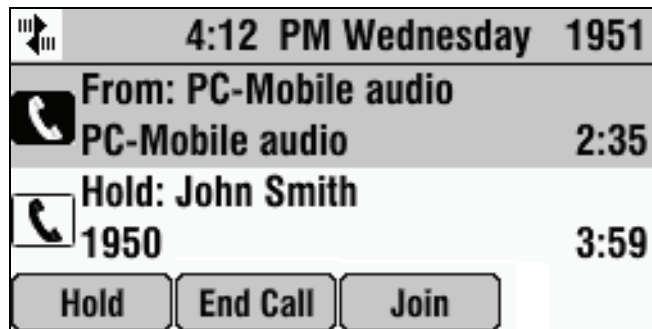 4:12 PM Wednesday 1951
From: PC-Mobile audio
PC-Mobile audio 2:35
Hold: John Smith
1950 3:59
Hold End Call Join